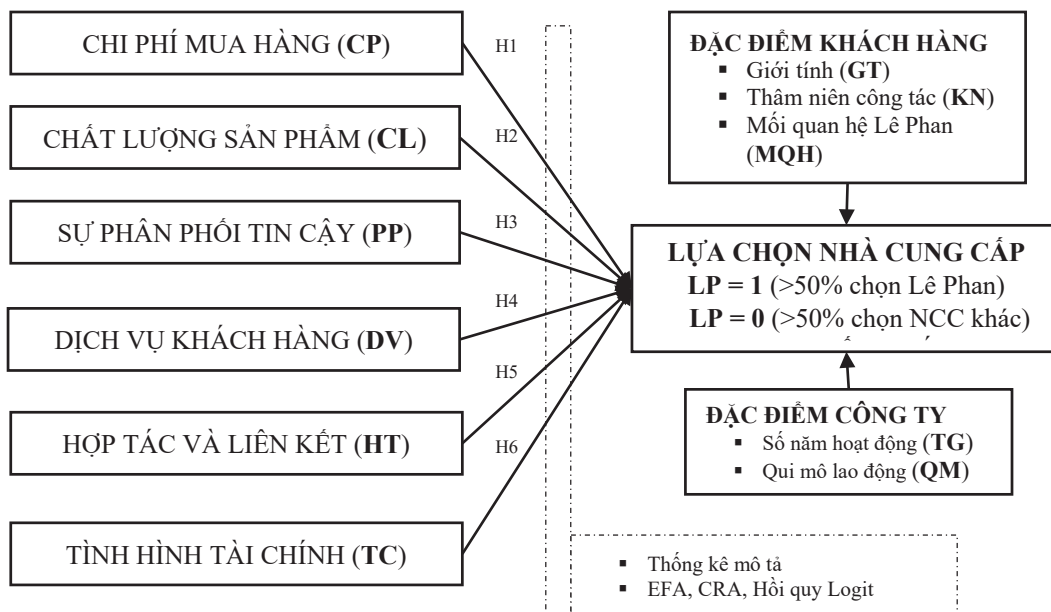 CHI PHÍ MUA HÀNG (CP)
H1
CHẤT LƯỢNG SẢN PHẨM (CL)
H2
SỰ PHÂN PHỐI TIN CẬY (PP)
H3
DỊCH VỤ KHÁCH HÀNG (DV)
H4
HỢP TÁC VÀ LIÊN KẾT (HT)
H5
TÌNH HÌNH TÀI CHÍNH (TC)
H6
ĐẶC ĐIỂM KHÁCH HÀNG
▪ Giới tính (GT)
▪ Thâm niên công tác (KN)
▪ Mối quan hệ Lê Phan
(MQH)
LỰA CHỌN NHÀ CUNG CẤP
LP = 1 (>50% chọn Lê Phan)
LP = 0 (>50% chọn NCC khác)
ĐẶC ĐIỂM CÔNG TY
▪ Số năm hoạt động (TG)
▪ Qui mô lao động (QM)
▪ Thống kê mô tả
▪ EFA, CRA, Hồi quy Logit